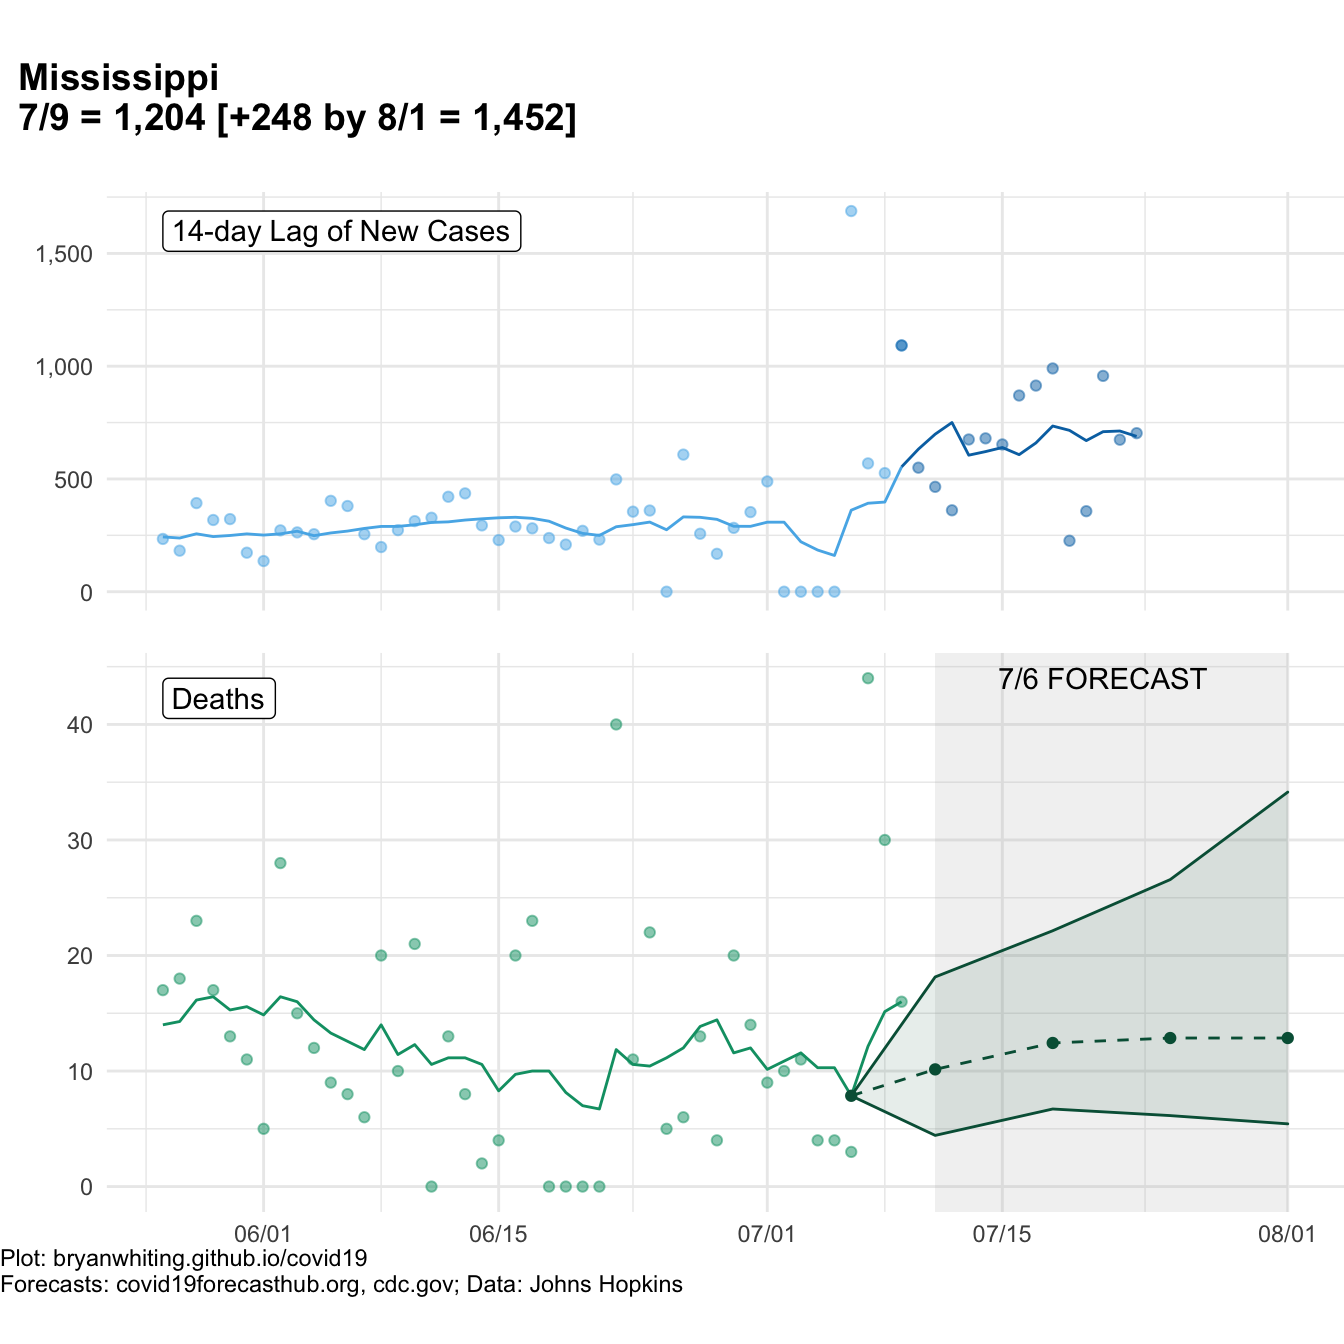 Mississippi
7/9 = 1,204 [+248 by 8/1 = 1,452]
14-day Lag of New Cases
1,500
1,000
500
0
7/6 FORECAST
Deaths
40
30
20
10
0
06/01 06/15 07/01 07/15 08/01
Plot: bryanwhiting.github.io/covid19
Forecasts: covid19forecasthub.org, cdc.gov; Data: Johns Hopkins